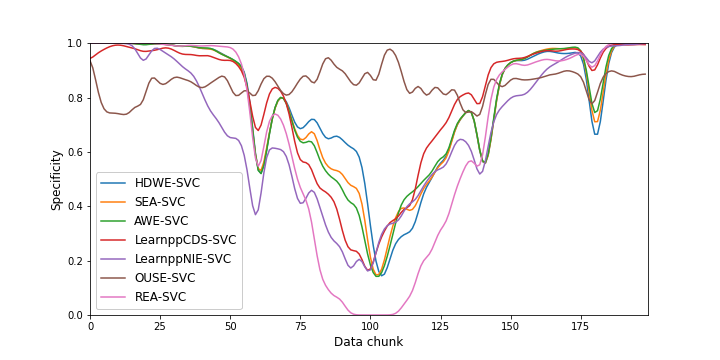 1.0
0.8
0.6
0.4
0.2
0.0
Specificity
HDWE-SVC
SEA-SVC
AWE-SVC
LearnppCDS-SVC
LearnppNIE-SVC
OUSE-SVC
REA-SVC
0 25 50 75 100 125 150 175
Data chunk